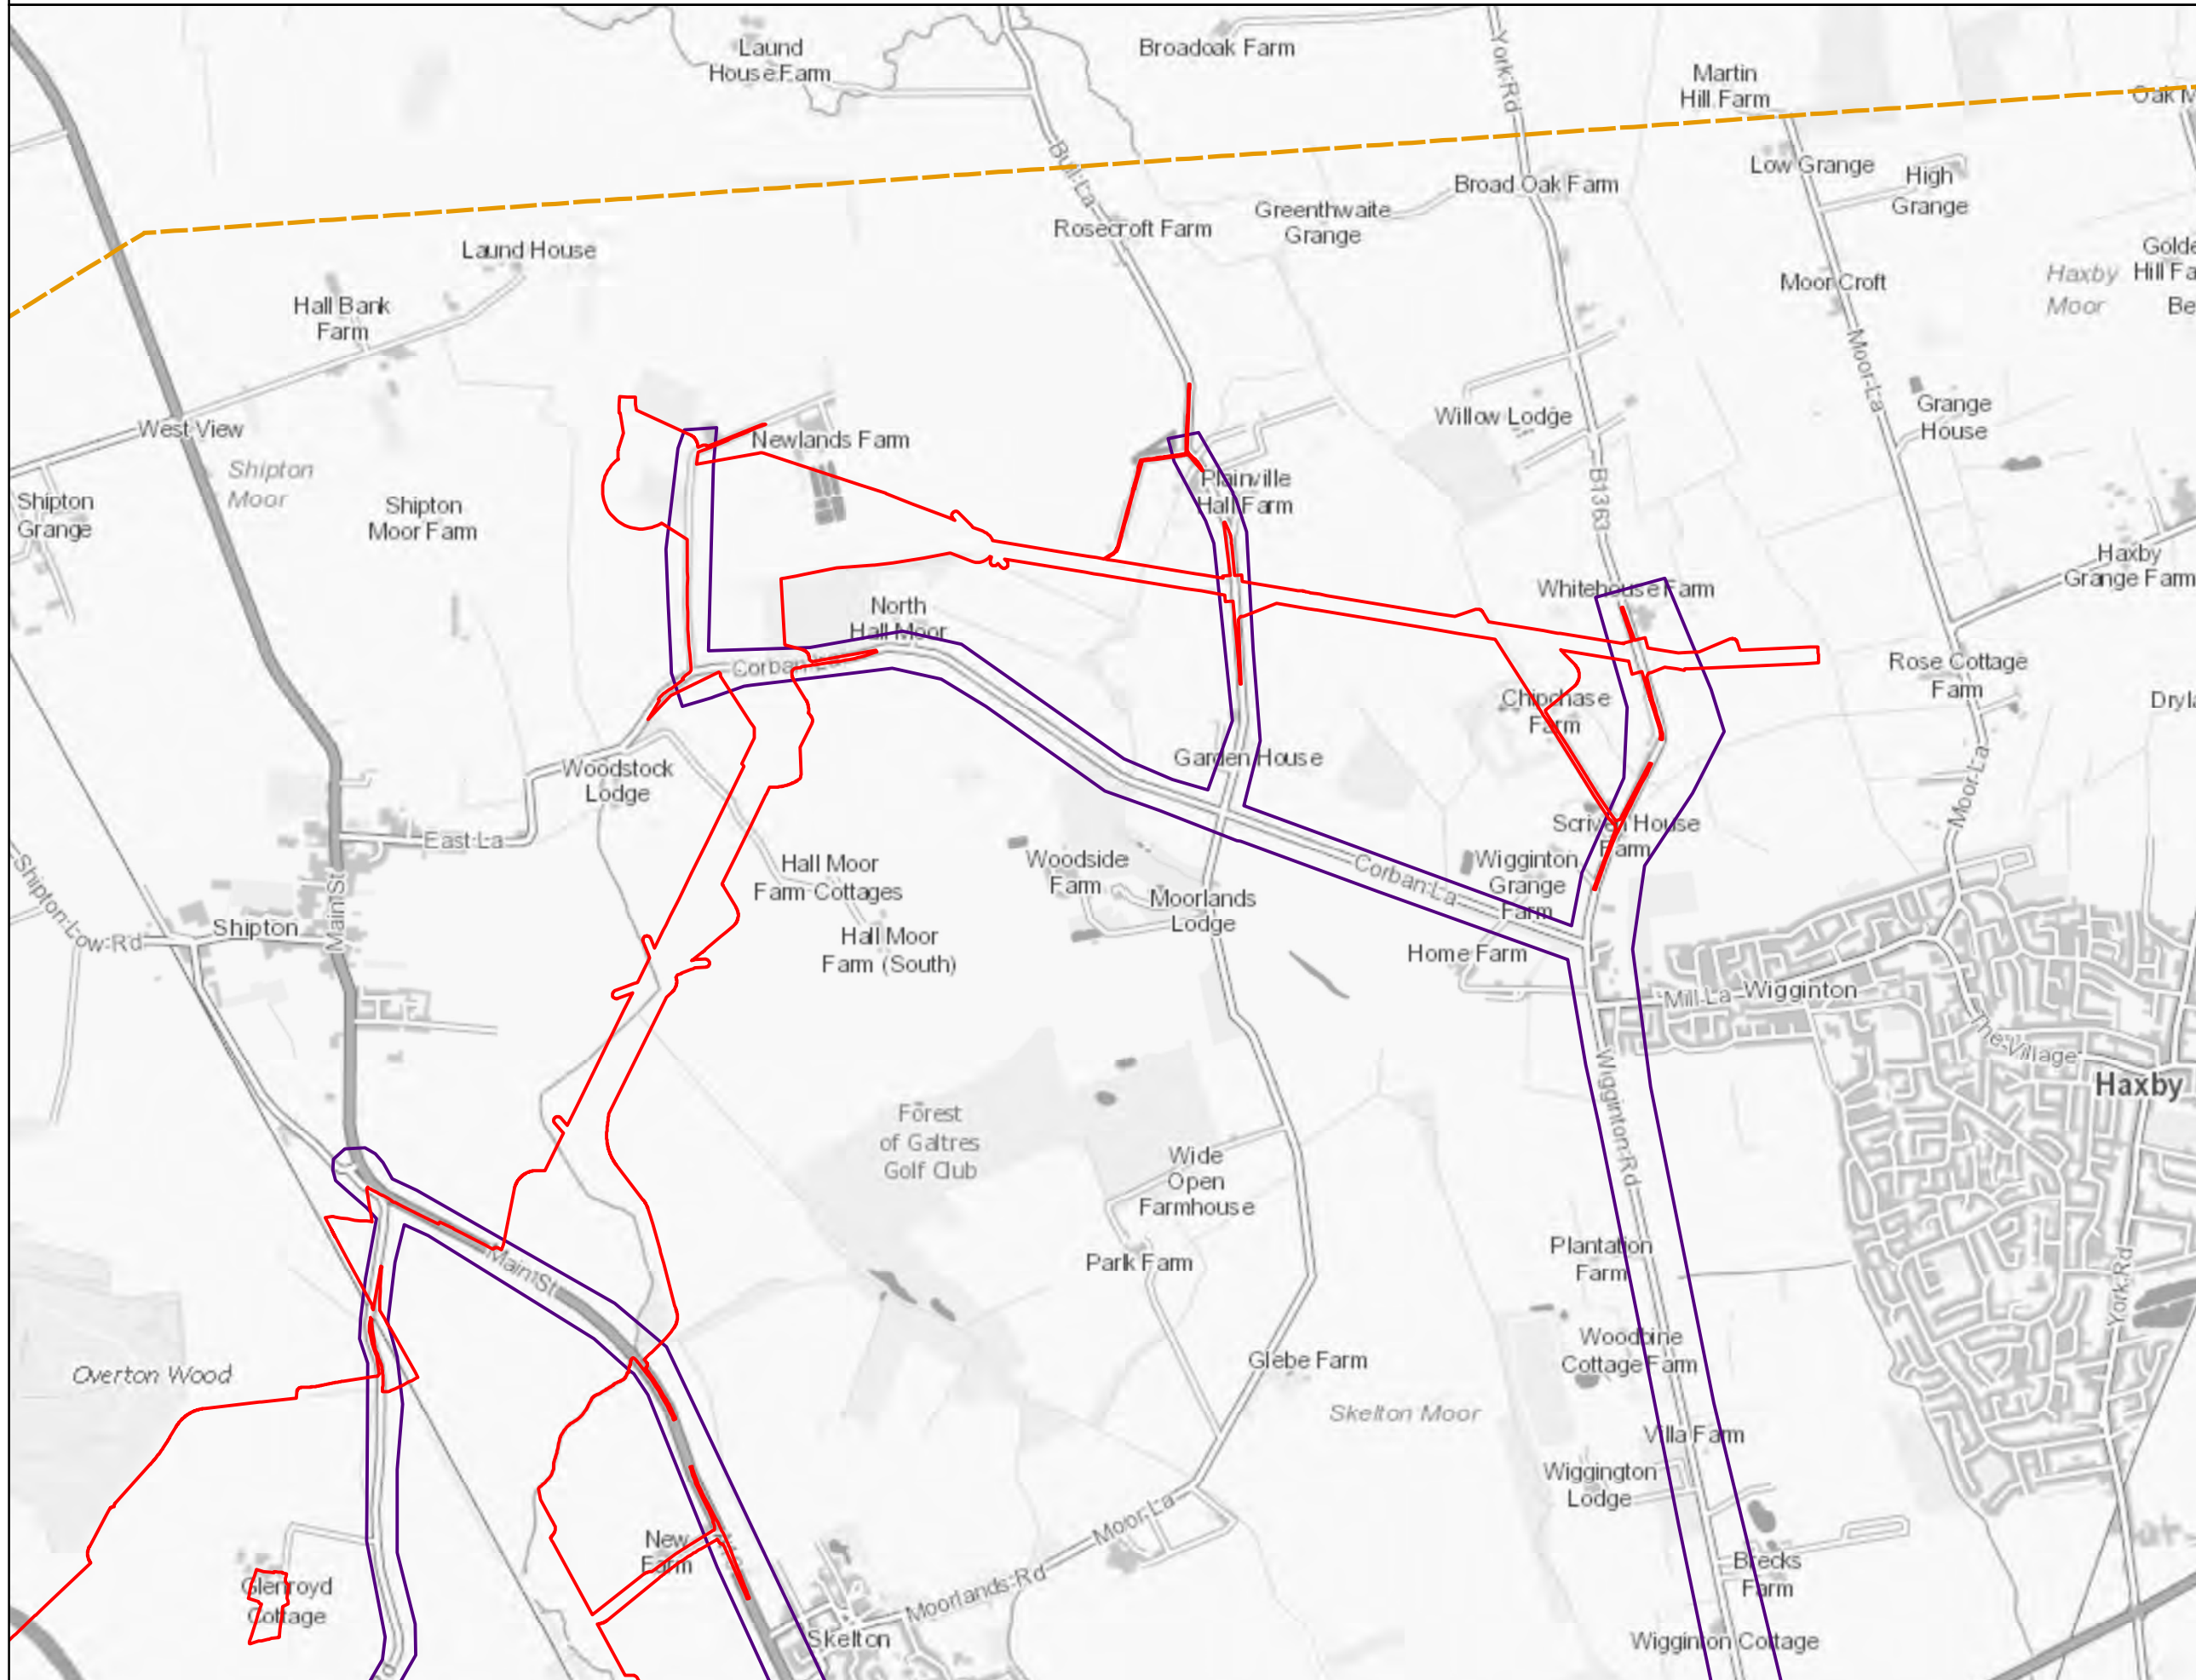 Laund
House Farm
Broadoak Farm
York Rd
Martin
Hill Farm
Bull La
Low Grange
High
Grange
Broad Oak Farm
Greenthwaite
Grange
Rosecroft Farm
Laund House
Hall Bank
Farm
Moor Croft
Haxby
Moor
Moor La
West View
Shipton
Moor
Shipton
Grange
Shipton
Moor Farm
Newlands Farm
Willow Lodge
Grange
House
Plainville
Hall Farm
B1363
Haxby
Grange Farm
Whitehouse Farm
North
Hall Moor
Corban La
Rose Cottage
Farm
Chipchase
Farm
Garden House
Woodstock
Lodge
Moor La
East La
Scriven House
Farm
Hall Moor
Farm Cottages
Woodside
Farm
Corban La
Wigginton
Grange
Farm
Moorlands
Lodge
Shipton Low Rd
Shipton
Main St
Hall Moor
Farm (South)
Home Farm
Mill La
Wigginton
The Village
Haxby
Wigginton Rd
Forest
of Galtres
Golf Club
Wide
Open
Farmhouse
Main St
Park Farm
Plantation
Farm
York Rd
Woodbine
Cottage Farm
Overton Wood
Glebe Farm
Skelton Moor
Villa Farm
Wiggington
Lodge
New
Farm
Moor La
Brecks
Farm
Glenroyd
Cottage
Moorlands Rd
Skelton
Wigginton Cottage